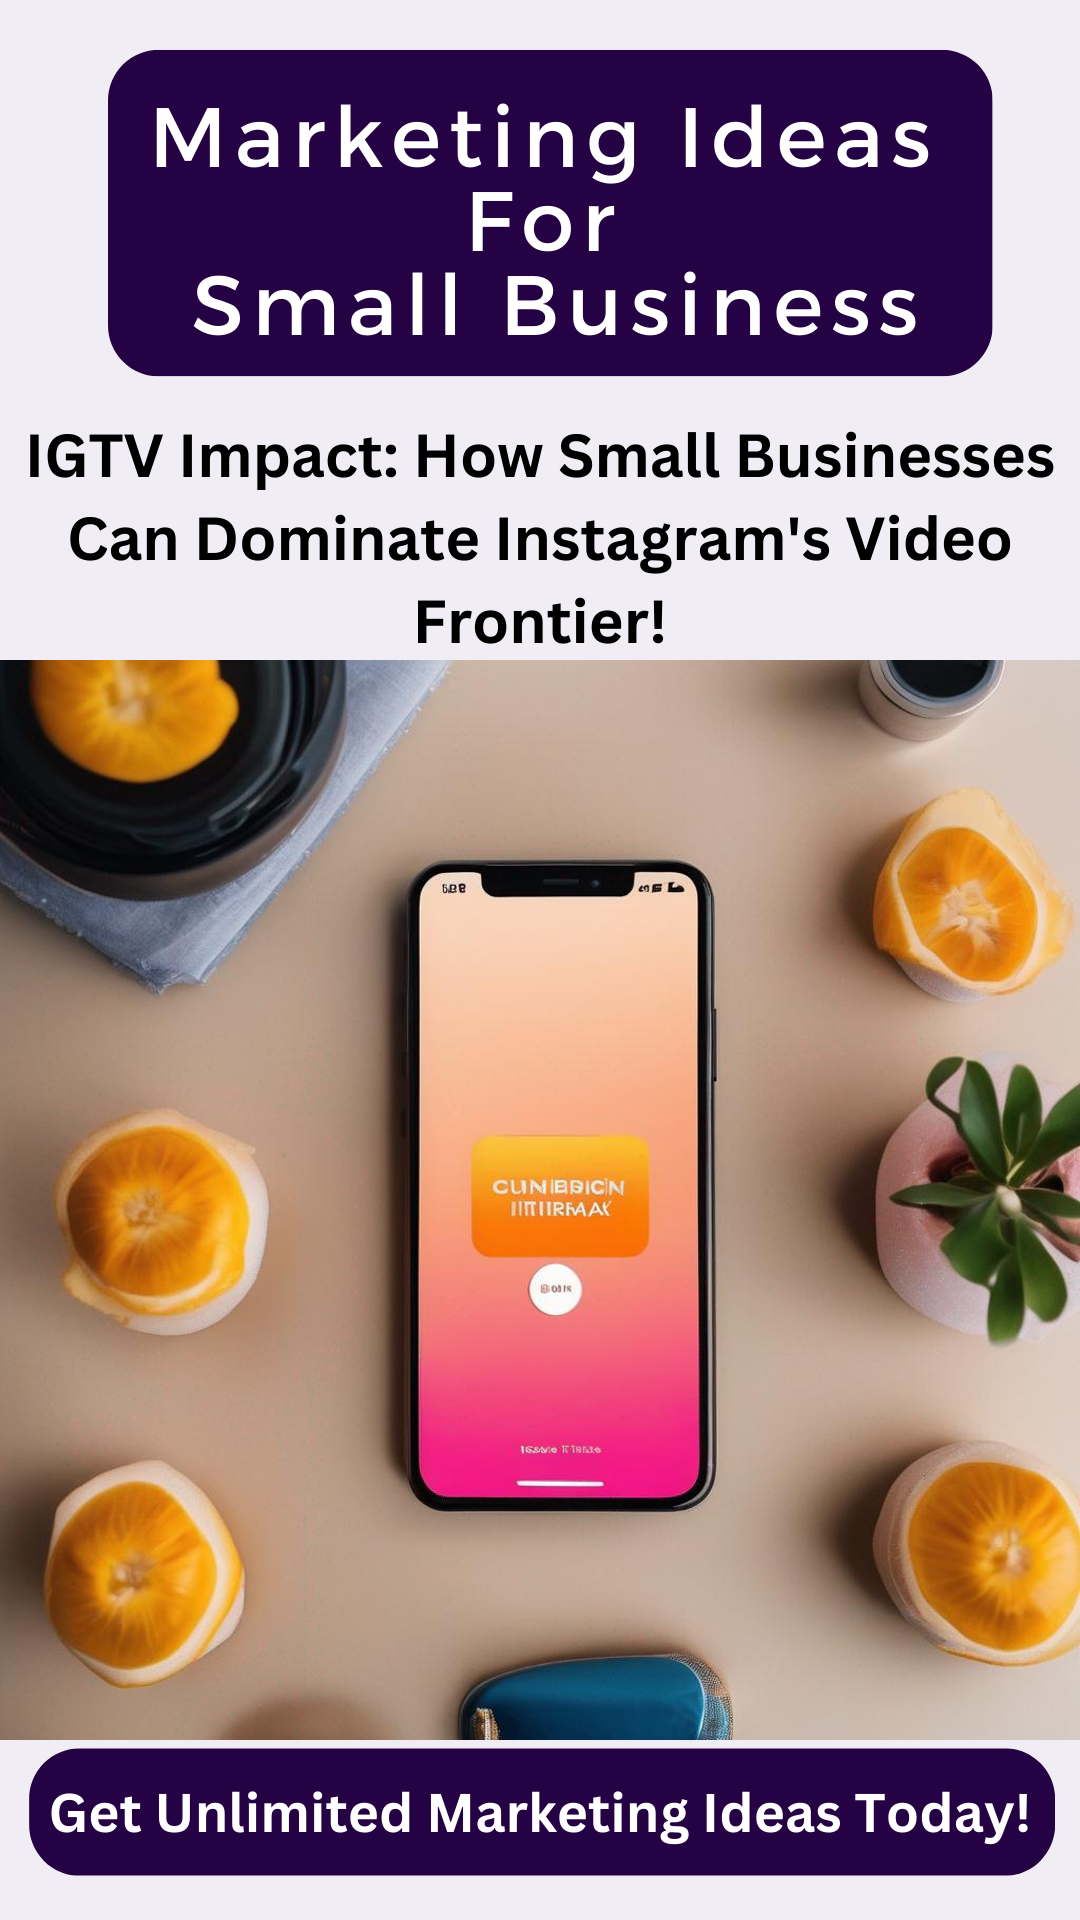 Marketing Ideas
For
Small Business
IGTV Impact: How Small Businesses
Can Dominate Instagram's Video
Frontier!
Get Unlimited Marketing Ideas Today!